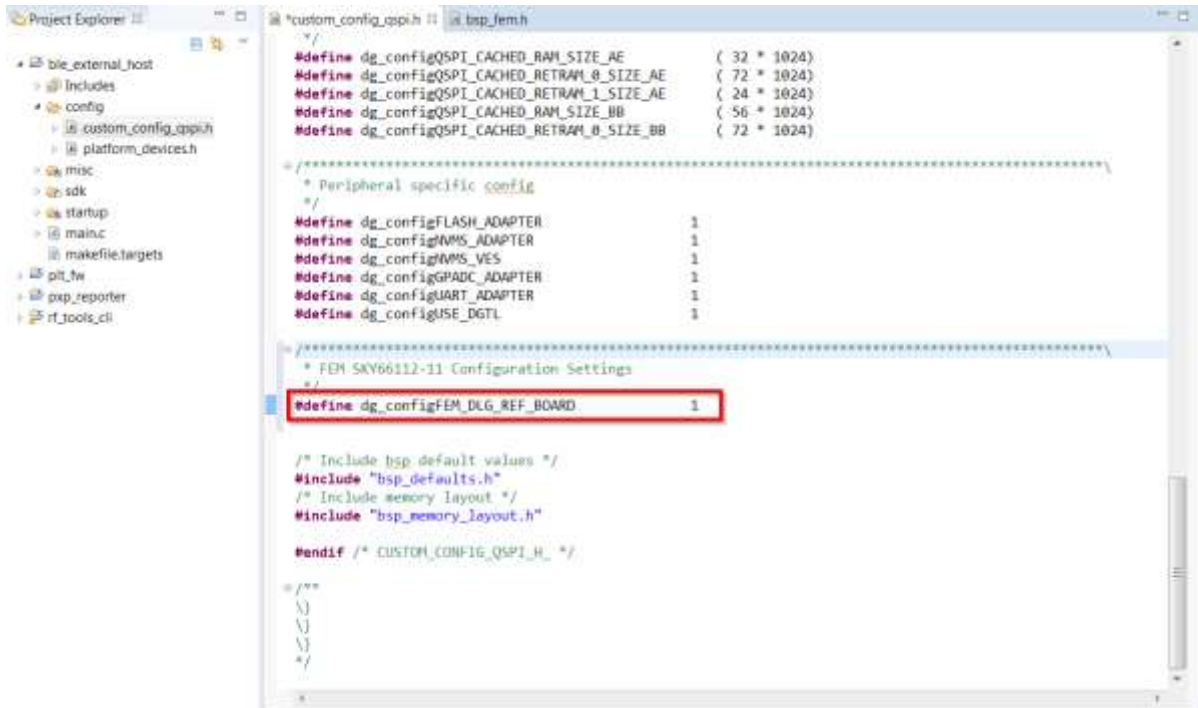 Project Explorer
ble_external_host
Includes
config
custom_config_qspi.h
platform_devices.h
misc
sdk
startup
main.c
makefile.targets
plt_fw
pxp_reporter
rf_tools_cli
*custom_config_qspi.h
bsp_fem.h
*/
#define dg_configQSPI_CACHED_RAM_SIZE_AE ( 32 * 1024)
#define dg_configQSPI_CACHED_RETRAM_0_SIZE_AE ( 72 * 1024)
#define dg_configQSPI_CACHED_RETRAM_1_SIZE_AE ( 24 * 1024)
#define dg_configQSPI_CACHED_RAM_SIZE_BB ( 56 * 1024)
#define dg_configQSPI_CACHED_RETRAM_0_SIZE_BB ( 72 * 1024)
* Peripheral specific config
*/
#define dg_configFLASH_ADAPTER 1
#define dg_configNVMS_ADAPTER 1
#define dg_configNVMS_VES 1
#define dg_configGPADC_ADAPTER 1
#define dg_configUART_ADAPTER 1
#define dg_configUSE_DGTL 1
* FEM SKY66112-11 Configuration Settings
*/
#define dg_configFEM_DLG_REF_BOARD 1
/* Include bsp default values */
#include "bsp_defaults.h"
/* Include memory layout */
#include "bsp_memory_layout.h"
#endif /* CUSTOM_CONFIG_QSPI_H_ */
/**
\}
\}
\}
*/